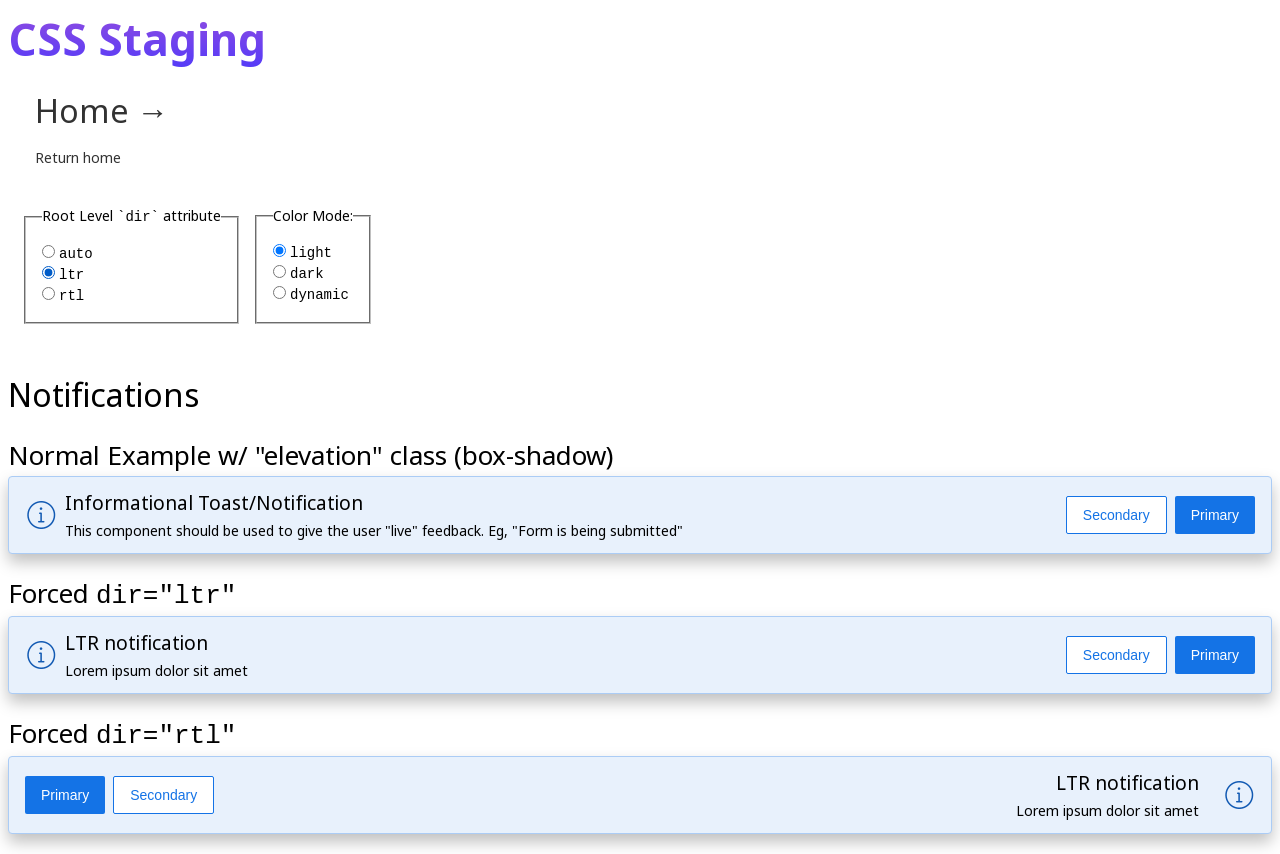 CSS Staging
Home →
Return home
Root Level `dir` attribute
auto
ltr
rtl
Color Mode:
light
dark
dynamic
Notifications
Normal Example w/ "elevation" class (box-shadow)
Informational Toast/Notification
This component should be used to give the user "live" feedback. Eg, "Form is being submitted"
Secondary
Primary
Forced dir="ltr"
LTR notification
Lorem ipsum dolor sit amet
Secondary
Primary
Forced dir="rtl"
Primary
Secondary
LTR notification
Lorem ipsum dolor sit amet